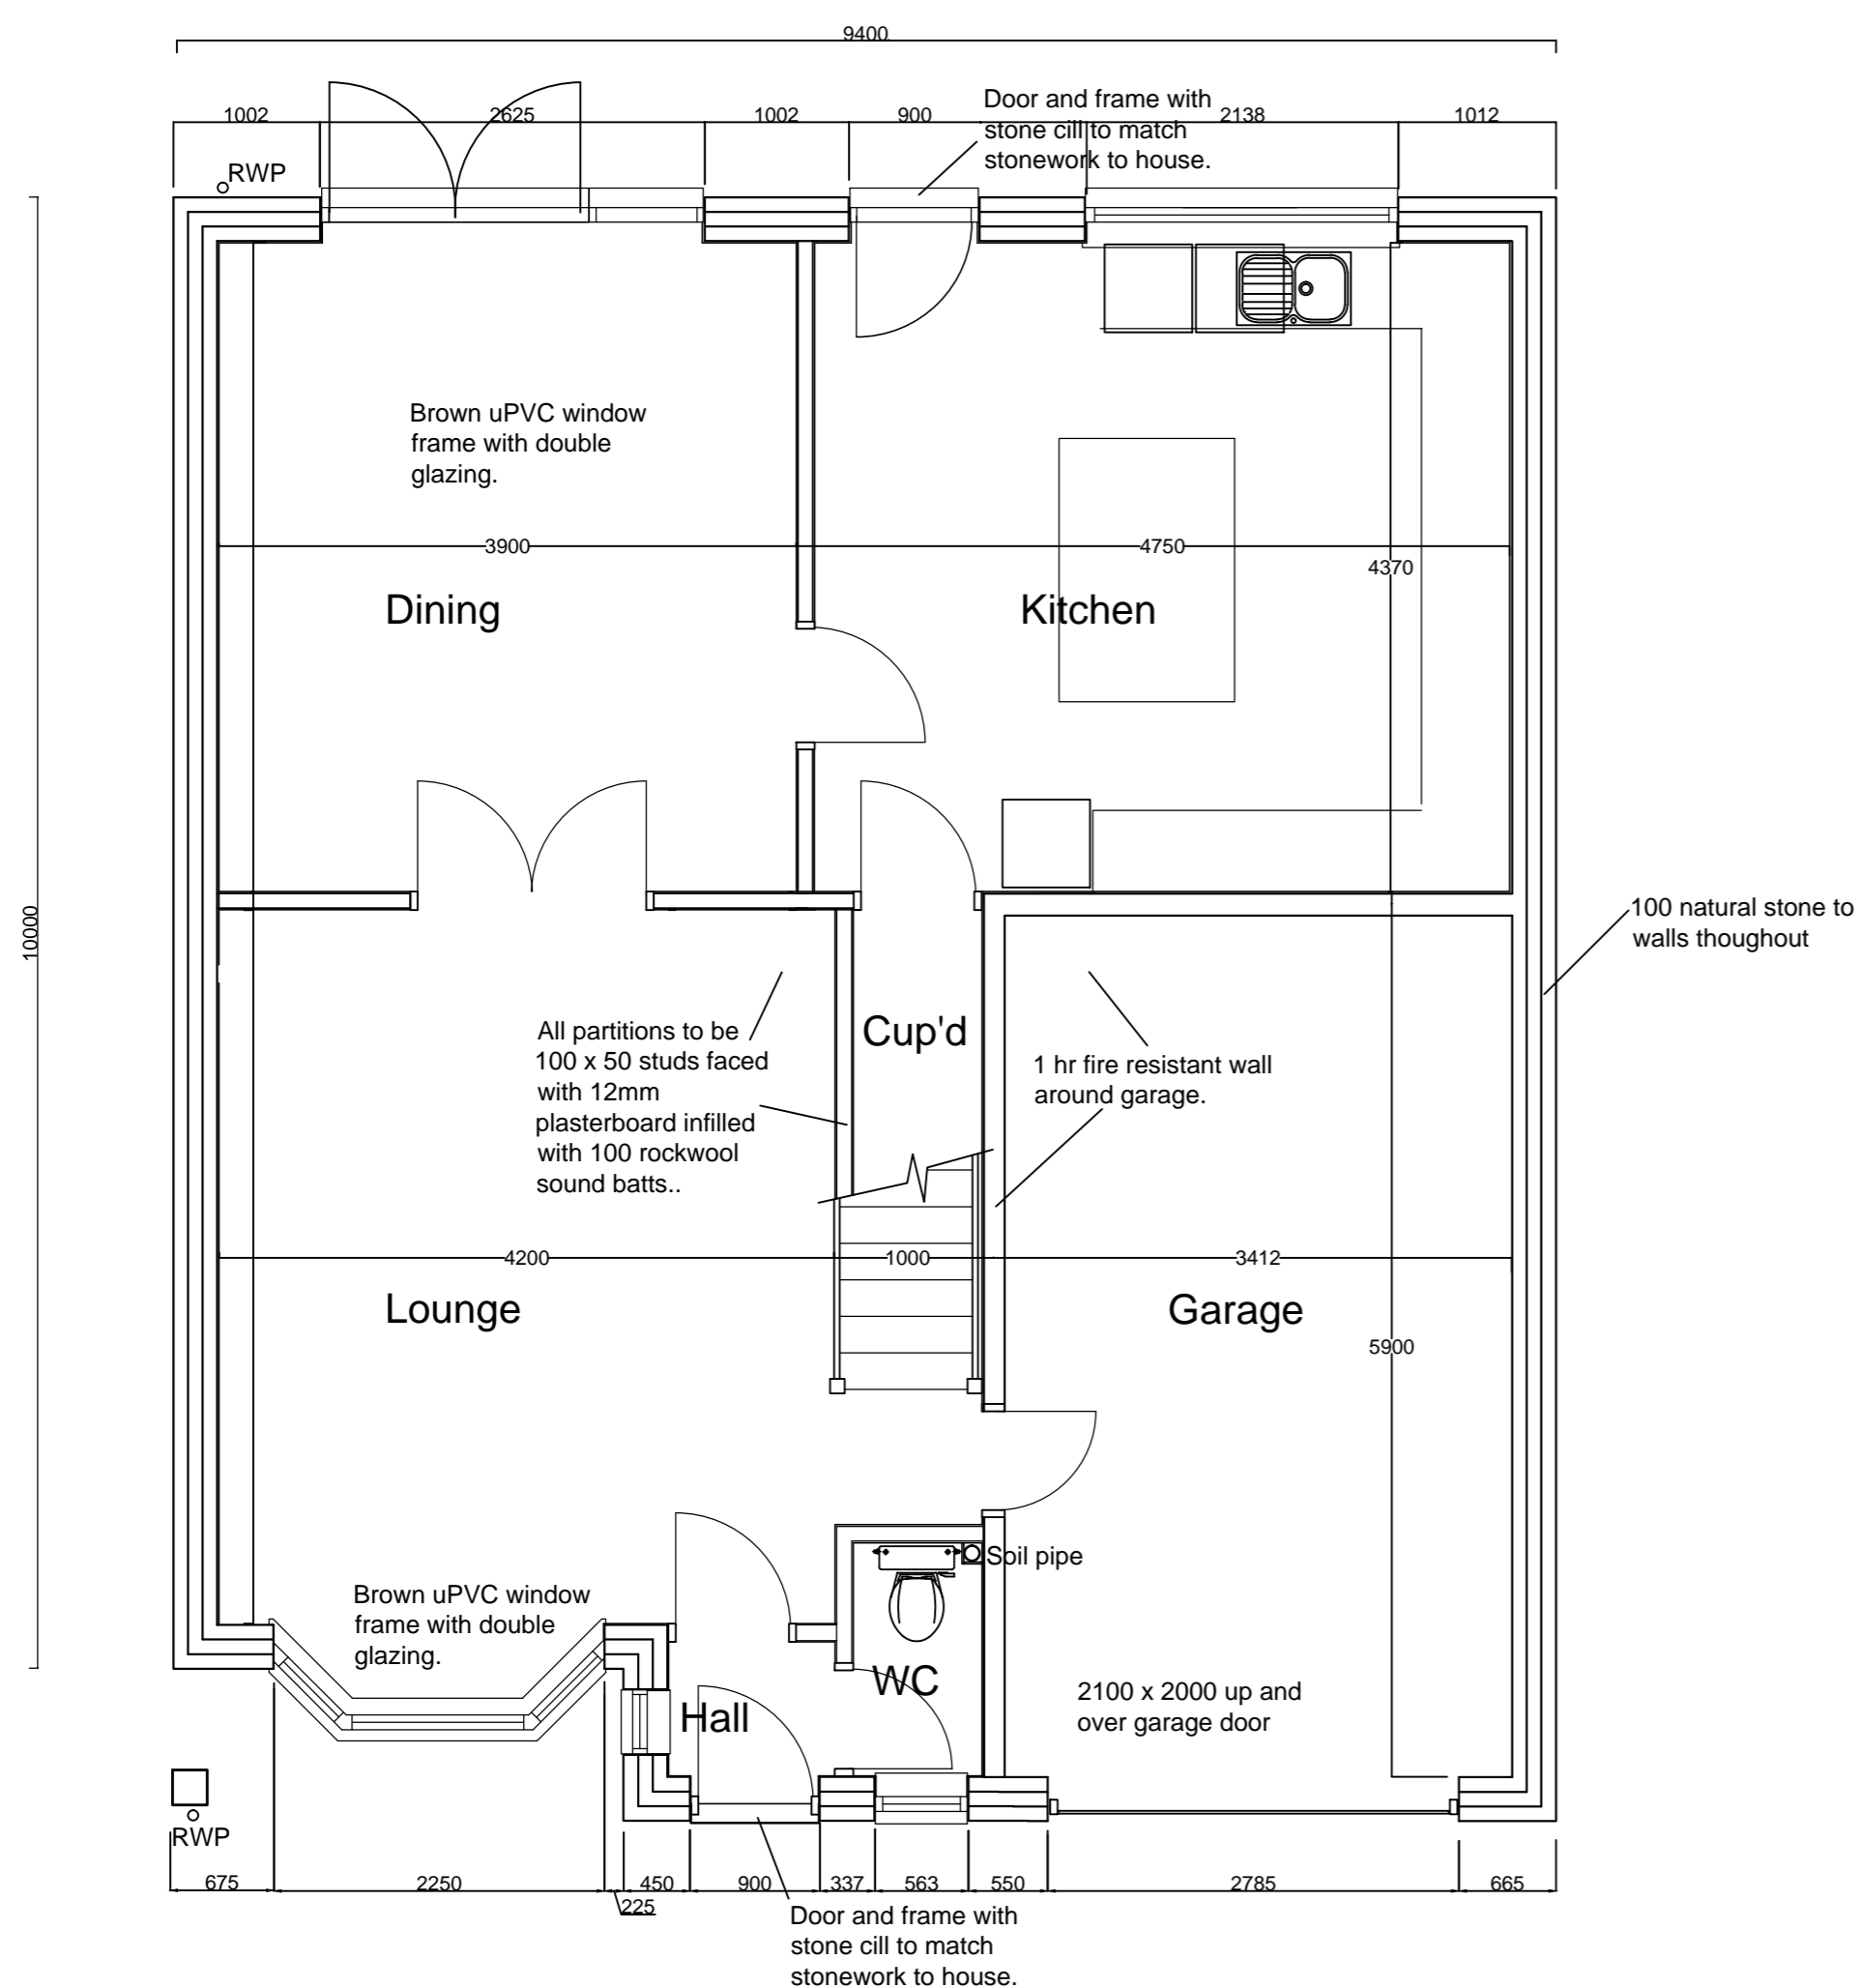 9400
1002
2625
1002
900
2138
1012
Door and frame with
stone cill to match
stonework to house.
RWP
Brown uPVC window
frame with double
glazing.
3900
4750
4370
Dining
Kitchen
10000
100 natural stone to
walls thoughout
All partitions to be
100 x 50 studs faced
with 12mm
plasterboard infilled
with 100 rockwool
sound batts..
Cup'd
1 hr fire resistant wall
around garage.
4200
1000
3412
Lounge
Garage
5900
Soil pipe
Brown uPVC window
frame with double
glazing.
WC
Hall
2100 x 2000 up and
over garage door
RWP
675
2250
225
450
900
337
563
550
2785
665
Door and frame with
stone cill to match
stonework to house.